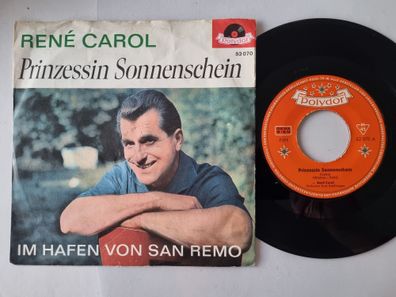 RENÉ CAROL
Polydor
52070
Prinzessin Sonnenschein
IM HAFEN VON SAN REMO
Polydor
Prinzessin Sonnenschein
René Carol